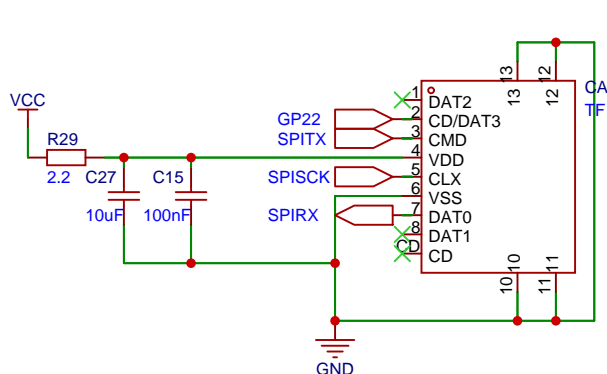 13
12
13
12
CA
TF
VCC
1
DAT2
GP22
2
CD/DAT3
SPITX
3
CMD
R29
4
VDD
2.2
C27
C15
SPISCK
5
CLX
6
VSS
10uF
100nF
SPIRX
7
DAT0
8
DAT1
CD
CD
10
11
10
11
GND